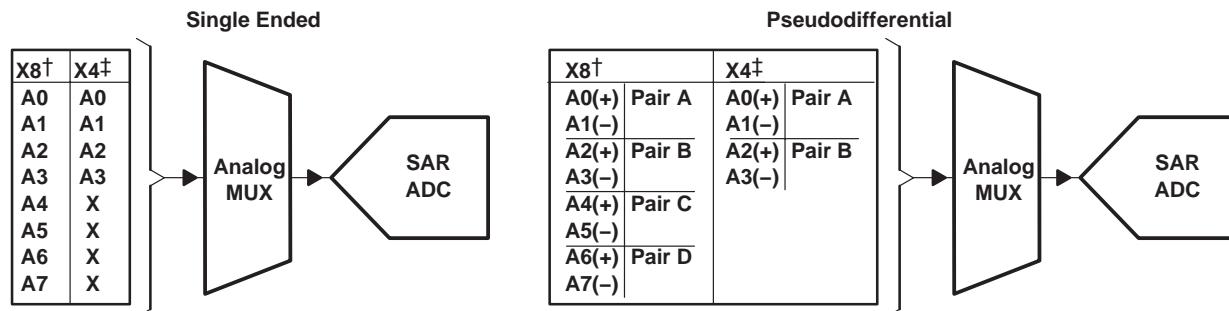 Single Ended
X8† X4‡
A0 A0
A1 A1
A2 A2
A3 A3
A4 X
A5 X
A6 X
A7 X
Analog
MUX
SAR
ADC
Pseudodifferential
X8† X4‡
A0(+) Pair A A0(+) Pair A
A1(–) A1(–)
A2(+) Pair B A2(+) Pair B
A3(–) A3(–)
A4(+) Pair C
A5(–)
A6(+) Pair D
A7(–)
Analog
MUX
SAR
ADC